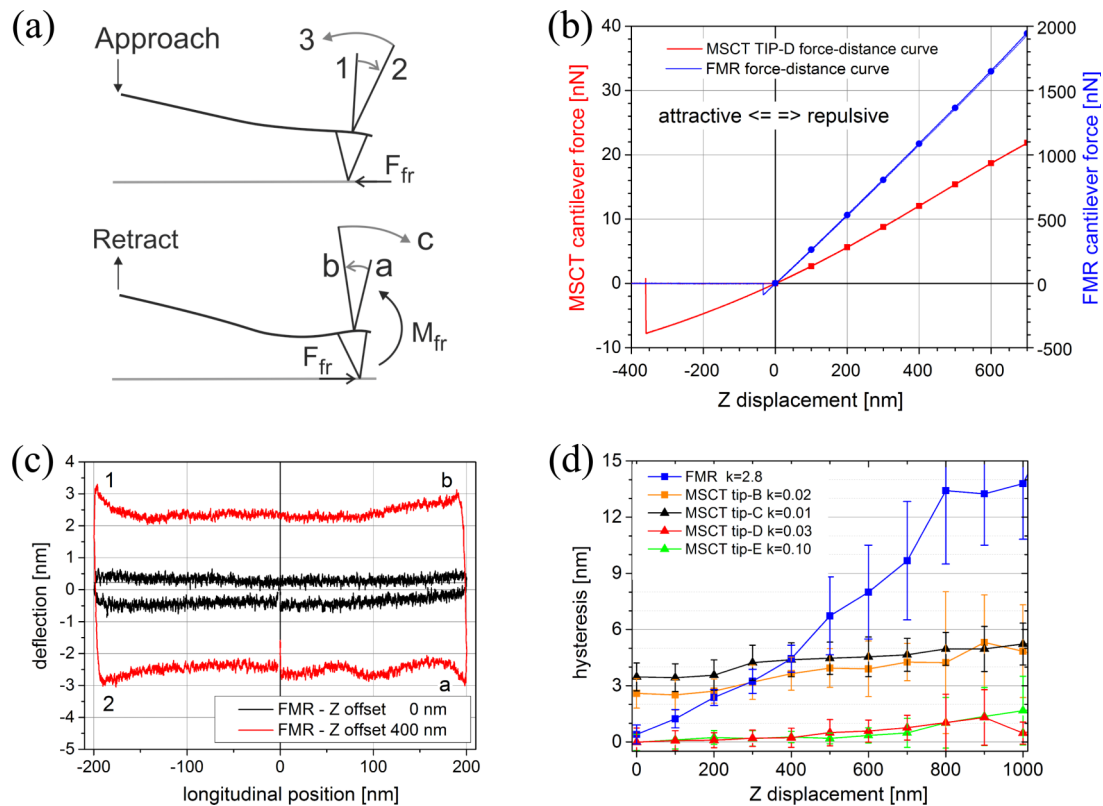 (a)
Approach
3
1
2
F_fr
Retract
b
a
c
M_fr
F_fr
(b)
MSCT TIP-D force-distance curve
FMR force-distance curve
attractive <= => repulsive
MSCT cantilever force [nN]
FMR cantilever force [nN]
40
30
20
10
0
-10
2000
1500
1000
500
0
-500
-400
-200
0
200
400
600
Z displacement [nm]
(c)
1
b
2
a
deflection [nm]
4
3
2
1
0
-1
-2
-3
-4
-5
FMR - Z offset 0 nm
FMR - Z offset 400 nm
-200
-100
0
100
200
longitudinal position [nm]
(d)
FMR k=2.8
MSCT tip-B k=0.02
MSCT tip-C k=0.01
MSCT tip-D k=0.03
MSCT tip-E k=0.10
hysteresis [nm]
15
12
9
6
3
0
0
200
400
600
800
1000
Z displacement [nm]